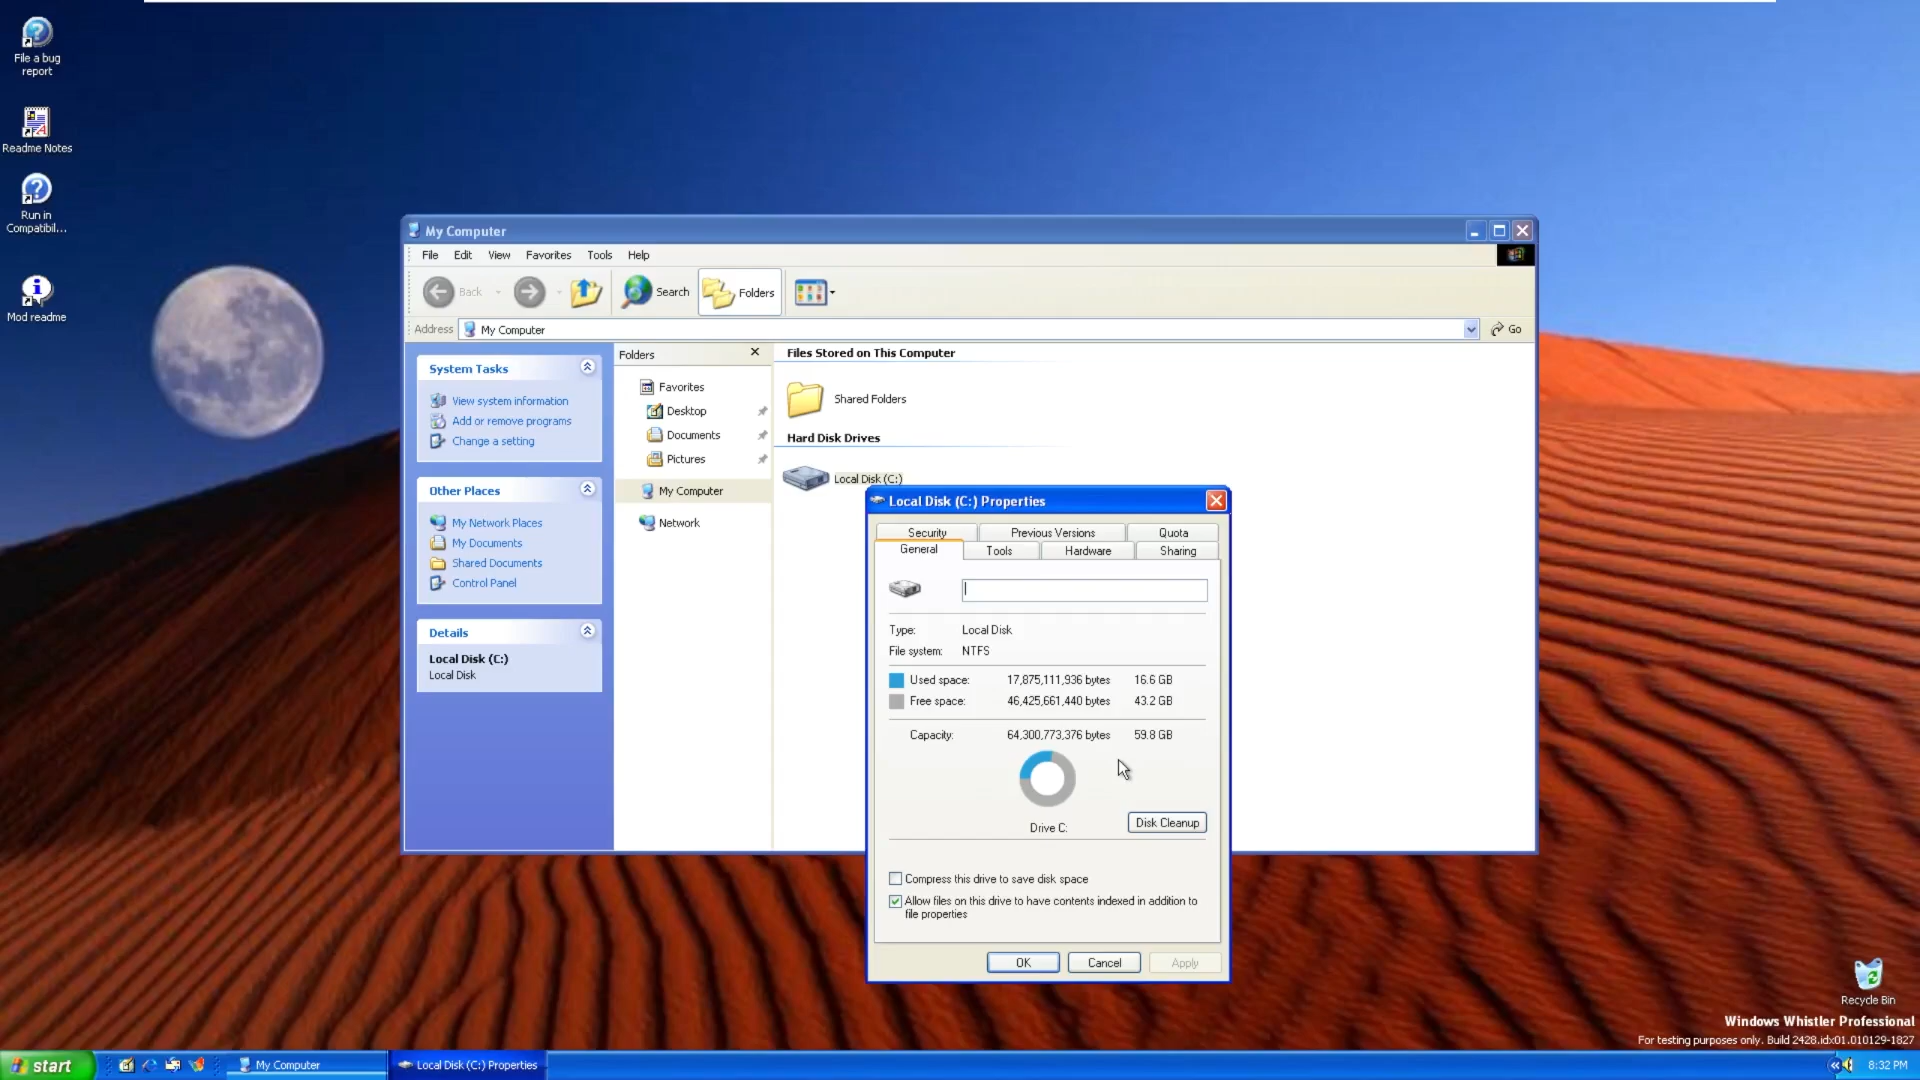 File a bug
report
Readme Notes
Run in
Compatibil...
Mod readme
My Computer
File Edit View Favorites Tools Help
Back Search Folders
Address My Computer Go
System Tasks
View system information
Add or remove programs
Change a setting
Other Places
My Network Places
My Documents
Shared Documents
Control Panel
Details
Local Disk (C:)
Local Disk
Folders
Favorites
Desktop
Documents
Pictures
My Computer
Network
Files Stored on This Computer
Shared Folders
Hard Disk Drives
Local Disk (C:)
Local Disk (C:) Properties
Security Previous Versions Quota
General Tools Hardware Sharing
Type: Local Disk
File system: NTFS
Used space: 17,875,111,936 bytes 16.6 GB
Free space: 46,425,661,440 bytes 43.2 GB
Capacity: 64,300,773,376 bytes 59.8 GB
Drive C:
Disk Cleanup
Compress this drive to save disk space
Allow files on this drive to have contents indexed in addition to
file properties
OK Cancel Apply
Recycle Bin
Windows Whistler Professional
For testing purposes only. Build 2428.idx01.010129-1827
start My Computer Local Disk (C:) Properties 8:32 PM